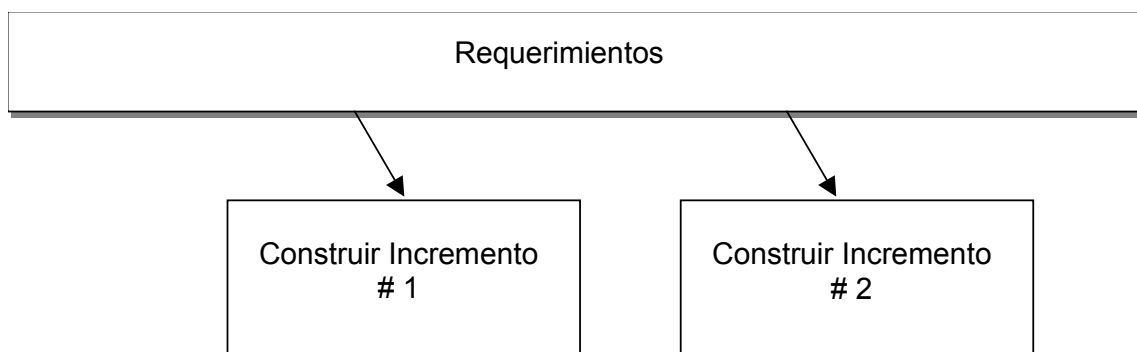 Requerimientos
Construir Incremento
# 1
Construir Incremento
# 2